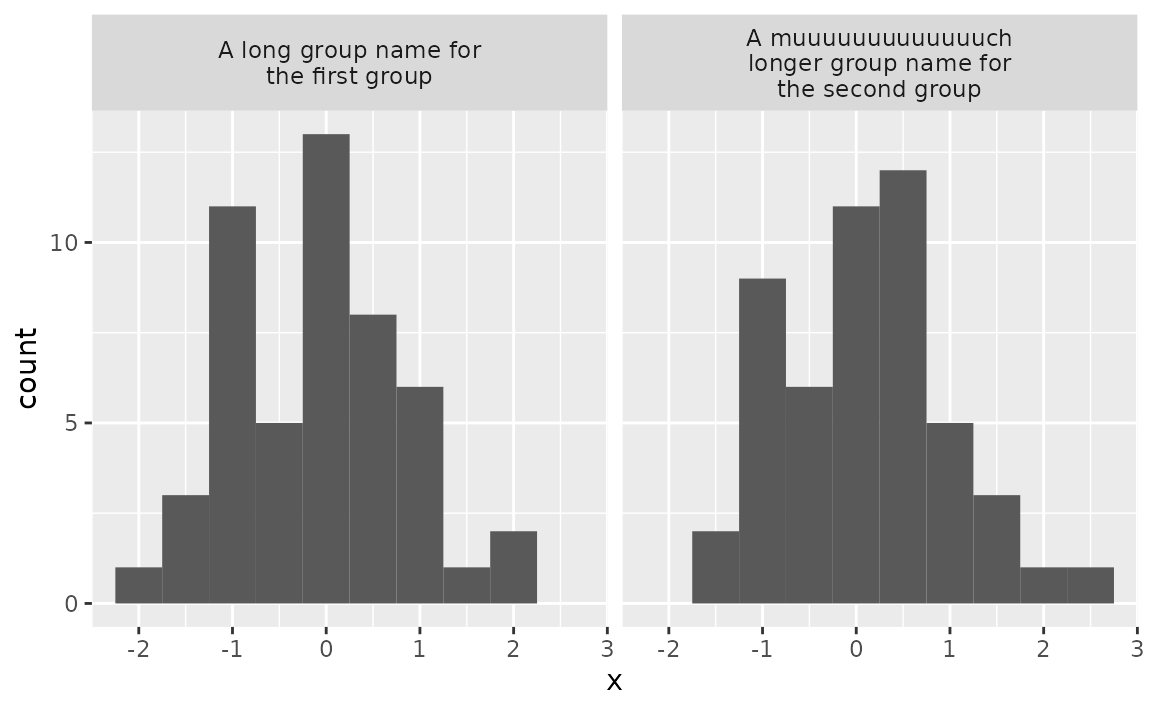 A long group name for
the first group
A muuuuuuuuuuuuuch
longer group name for
the second group
10
5
0
count
-2 -1 0 1 2 3
-2 -1 0 1 2 3
x